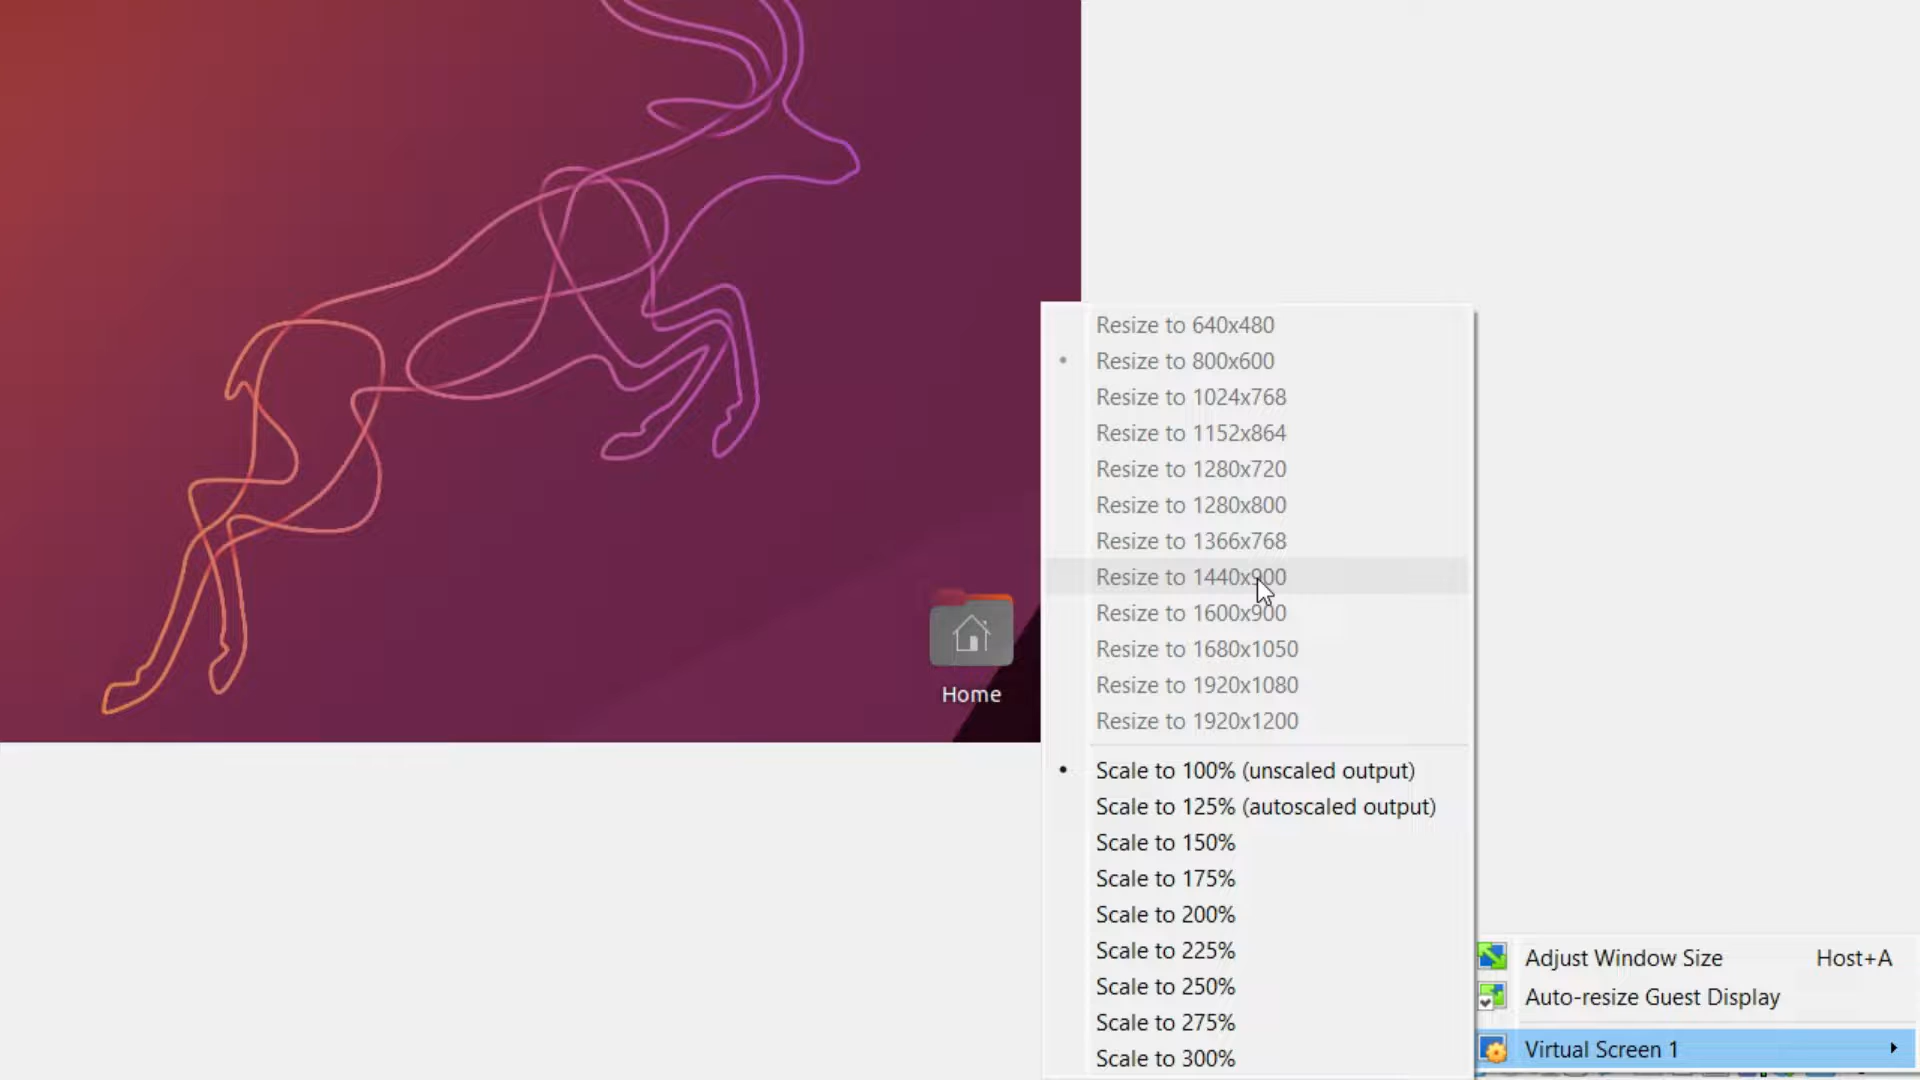 Resize to 640x480
Resize to 800x600
Resize to 1024x768
Resize to 1152x864
Resize to 1280x720
Resize to 1280x800
Resize to 1366x768
Resize to 1440x900
Resize to 1600x900
Resize to 1680x1050
Resize to 1920x1080
Resize to 1920x1200
Home
Scale to 100% (unscaled output)
Scale to 125% (autoscaled output)
Scale to 150%
Scale to 175%
Scale to 200%
Scale to 225%
Scale to 250%
Scale to 275%
Scale to 300%
Adjust Window Size Host+A
Auto-resize Guest Display
Virtual Screen 1